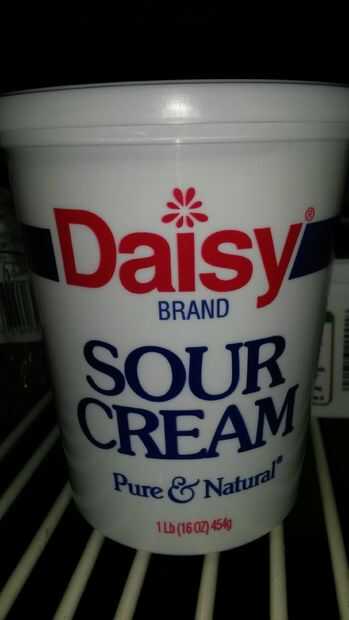 Daisy®
BRAND
SOUR
CREAM
Pure & Natural®
1 Lb (16 OZ) 454g